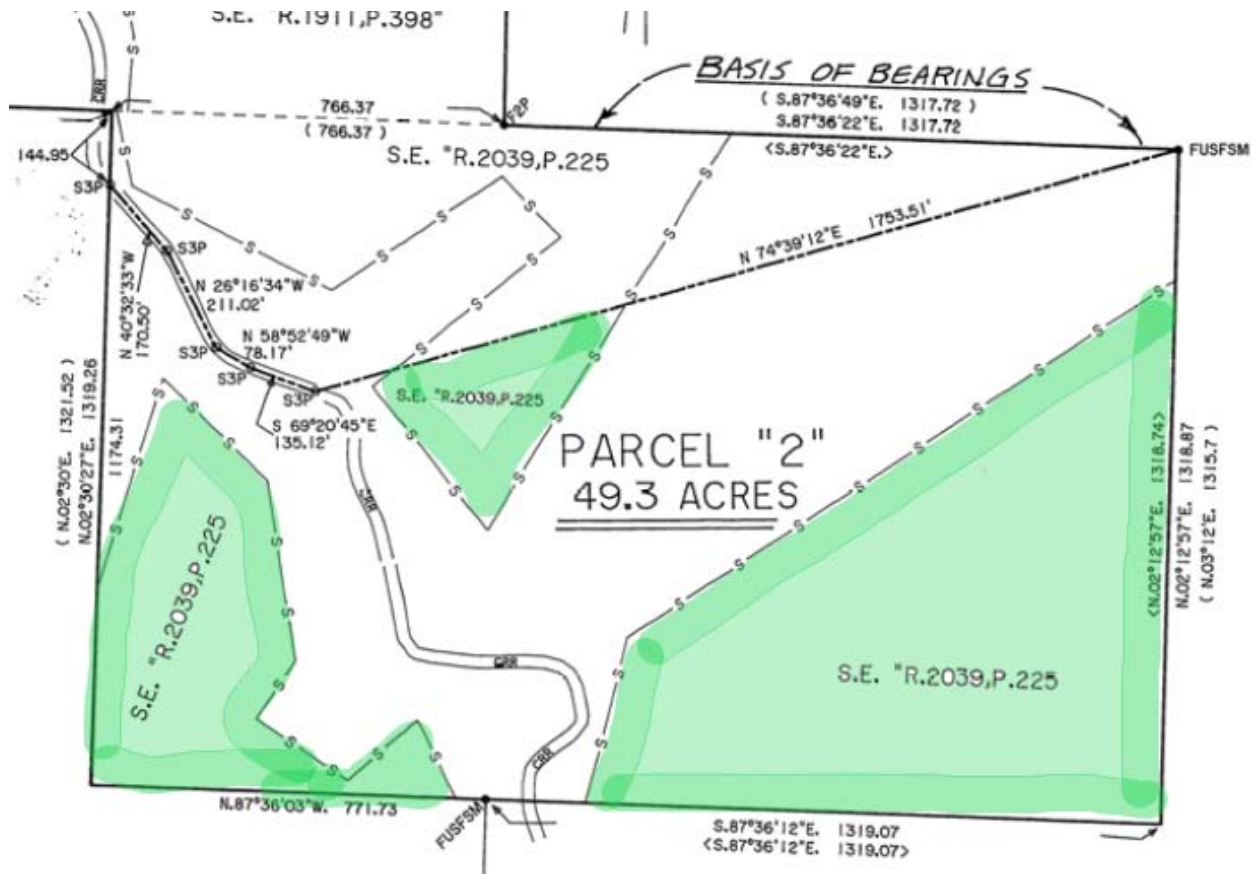 S.E. "R.1911,P.398"
CRR
S
S
766.37
(766.37)
F2P
BASIS OF BEARINGS
( S.87°36'49"E. 1317.72 )
S.87°36'22"E. 1317.72
<S.87°36'22"E.>
FUSFSM
144.95
S.E. "R.2039,P.225
S
S
S
S
S
S
S
S
S
S
S
S
S3P
S3P
N 40°32'33"W
170.50'
N 26°16'34"W
211.02'
N 58°52'49"W
78.17'
S3P
S3P
S3P
S 69°20'45"E
135.12'
N 74°39'12"E 1753.51'
S.E. "R.2039,P.225
S
S
S
S
PARCEL "2"
49.3 ACRES
( N.02°30'E. 1321.52 )
N.02°30'27"E. 1319.26
1174.31
S
S
S
S
S
S
S
S
S
S
S
S
S
S.E. "R.2039,P.225
CRR
CRR
CRR
S
S
S
S
S
S
S
S
S
S
S.E. "R.2039,P.225
<N.02°12'57"E. 1318.74>
N.02°12'57"E. 1318.87
( N.03°12'E. 1315.7 )
N.87°36'03"W. 771.73
FUSFSM
S.87°36'12"E. 1319.07
<S.87°36'12"E. 1319.07>